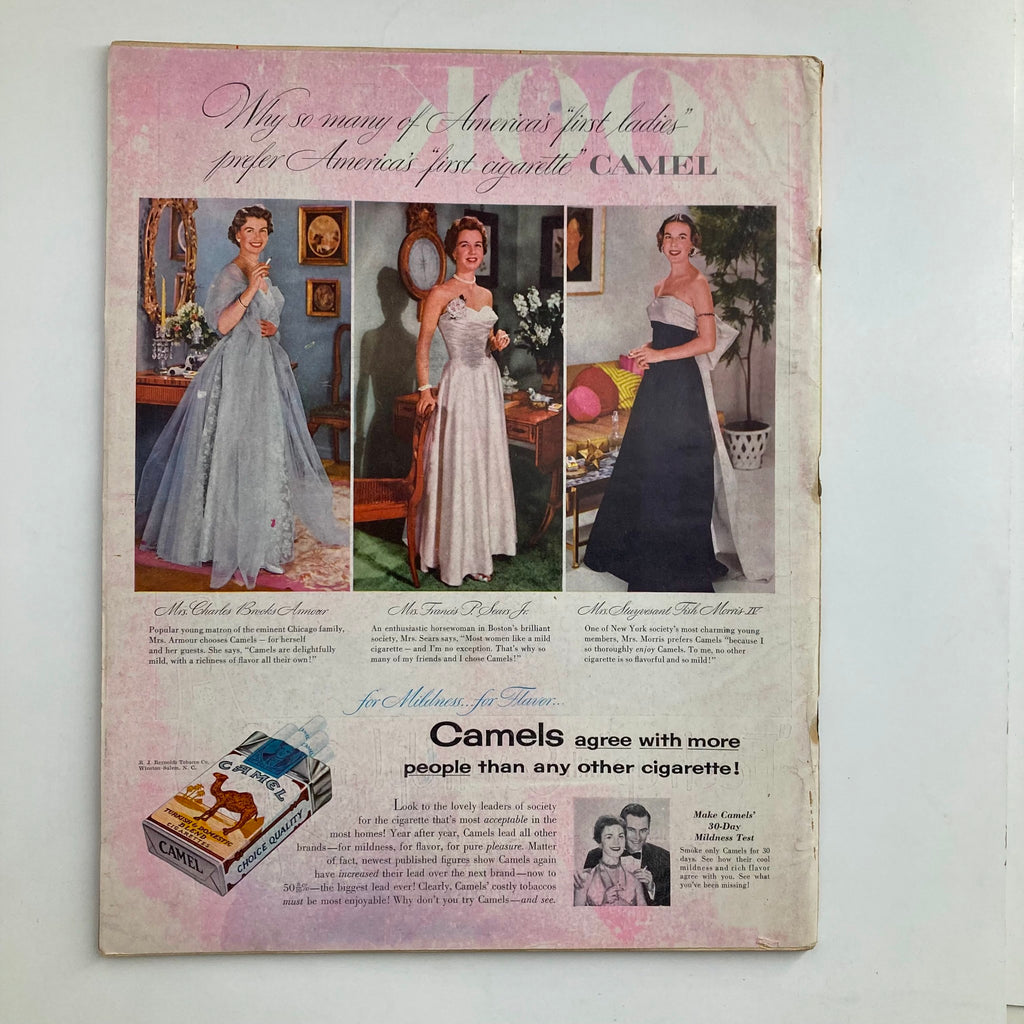 OOK
Why so many of America's "first ladies"
prefer America's "first cigarette" CAMEL
Mrs. Charles Brooks Armour
Popular young matron of the eminent Chicago family,
Mrs. Armour chooses Camels — for herself
and her guests. She says, "Camels are delightfully
mild, with a richness of flavor all their own!"
Mrs. Francis P. Sears, Jr.
An enthusiastic horsewoman in Boston's brilliant
society, Mrs. Sears says, "Most women like a mild
cigarette — and I'm no exception. That's why so
many of my friends and I chose Camels!"
Mrs. Stuyvesant Fish Morris IV
One of New York society's most charming young
members, Mrs. Morris prefers Camels "because I
so thoroughly enjoy Camels. To me, no other
cigarette is so flavorful and so mild!"
for Mildness...for Flavor...
Camels agree with more
people than any other cigarette!
R. J. Reynolds Tobacco Co.
Winston-Salem, N. C.
CAMEL
TURKISH & DOMESTIC
BLEND
CIGARETTES
CAMEL
CHOICE QUALITY
Look to the lovely leaders of society
for the cigarette that's most acceptable in the
most homes! Year after year, Camels lead all other
brands—for mildness, for flavor, for pure pleasure. Matter
of fact, newest published figures show Camels again
have increased their lead over the next brand—now to
50 %—the biggest lead ever! Clearly, Camels' costly tobaccos
must be most enjoyable! Why don't you try Camels—and see.
Make Camels'
30-Day
Mildness Test
Smoke only Camels for 30
days. See how their cool
mildness and rich flavor
agree with you. See what
you've been missing!